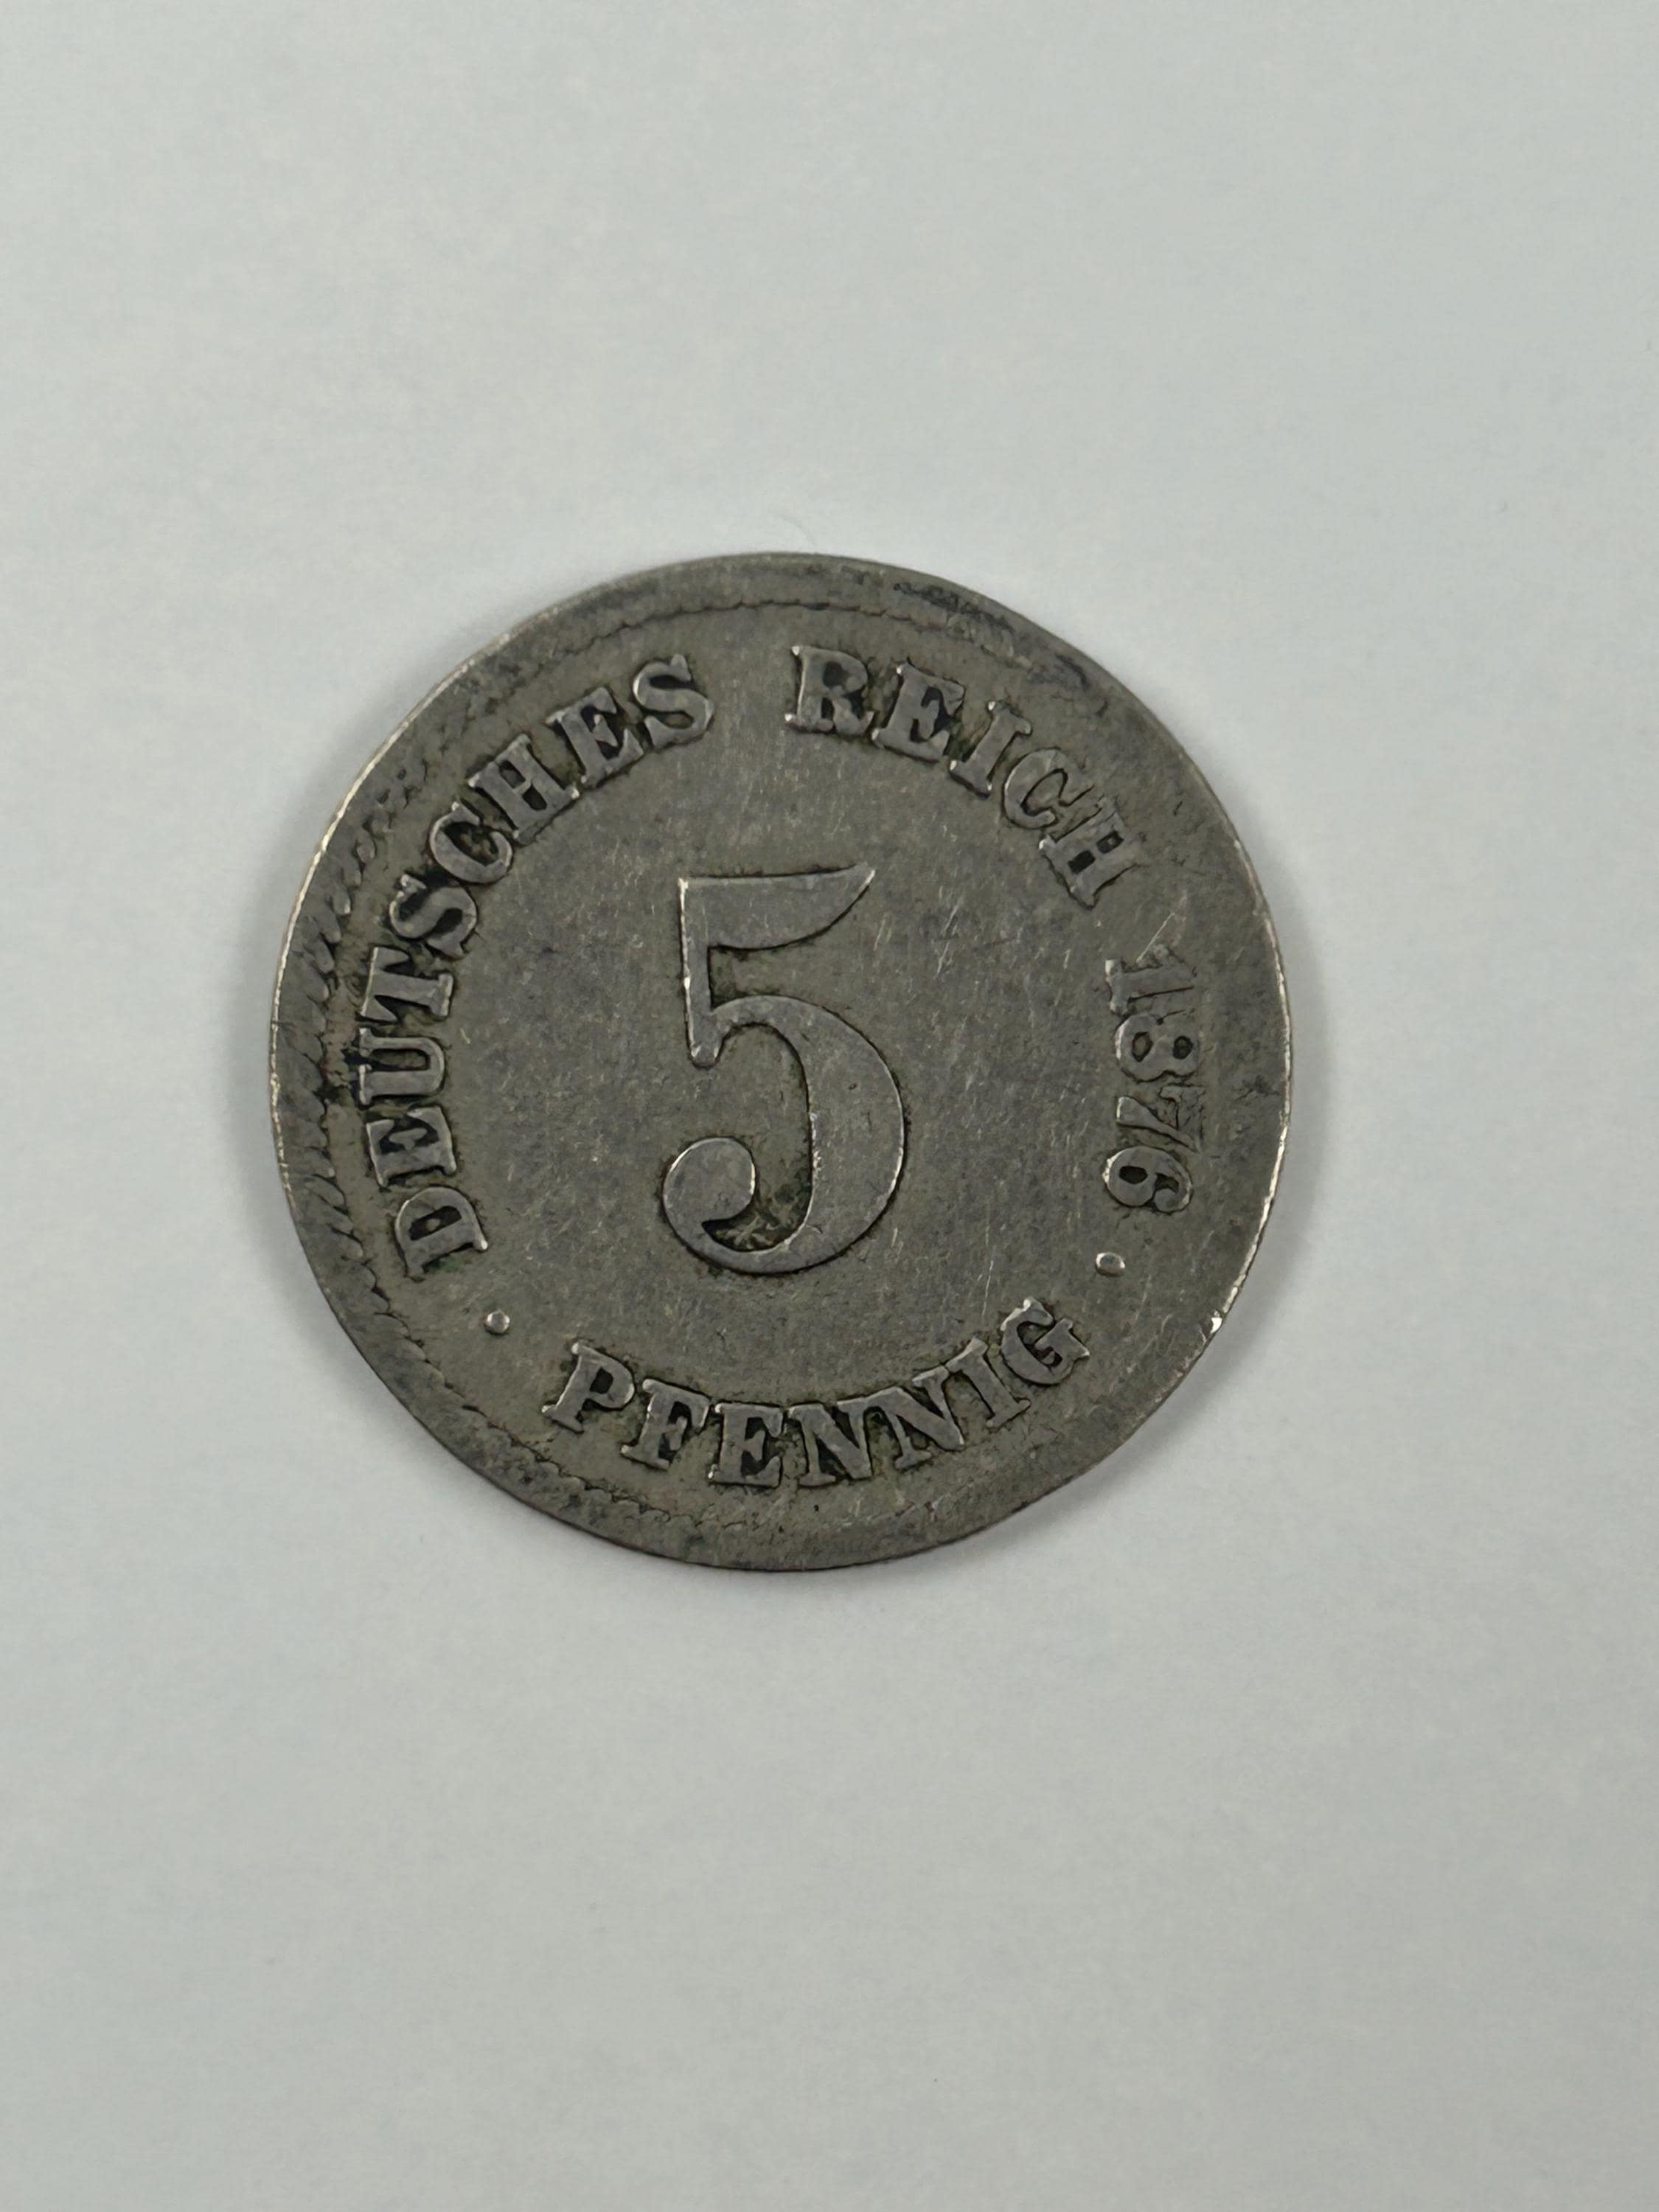 DEUTSCHES REICH 1876
5
PFENNIG